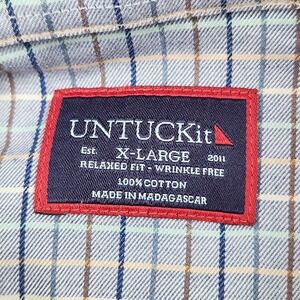 UNTUCKit
Est. X-LARGE 2011
RELAXED FIT - WRINKLE FREE
100% COTTON
MADE IN MADAGASCAR